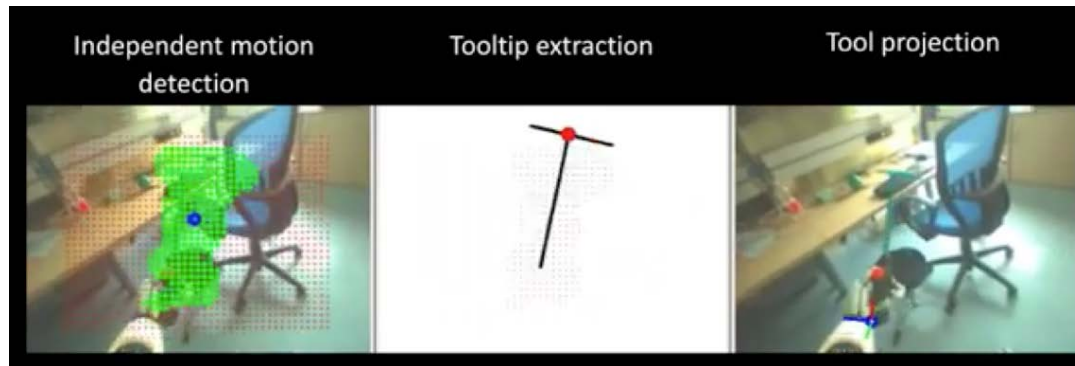 Independent motion
detection
Tooltip extraction
Tool projection